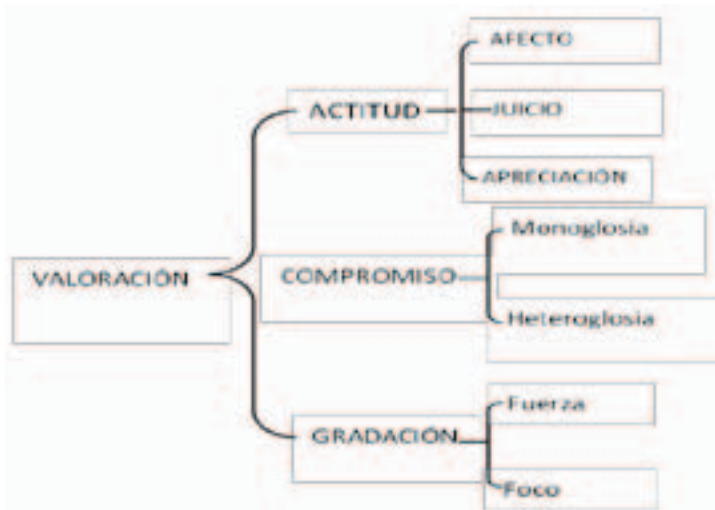 AFECTO
ACTITUD
JUICIO
APRECIACIÓN
Monoglosia
VALORACIÓN
COMPROMISO
Heteroglosia
Fuerza
GRADACIÓN
Foco